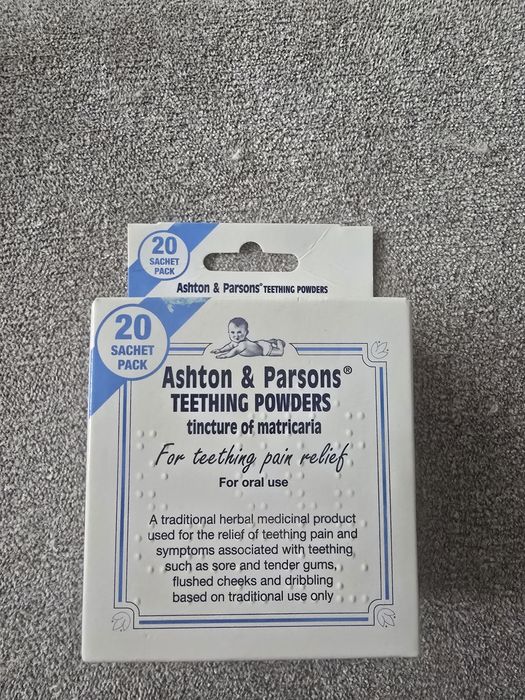 20
SACHET
PACK
Ashton & Parsons® TEETHING POWDERS
20
SACHET
PACK
Ashton & Parsons®
TEETHING POWDERS
tincture of matricaria
For teething pain relief
For oral use
A traditional herbal medicinal product
used for the relief of teething pain and
symptoms associated with teething
such as sore and tender gums,
flushed cheeks and dribbling
based on traditional use only